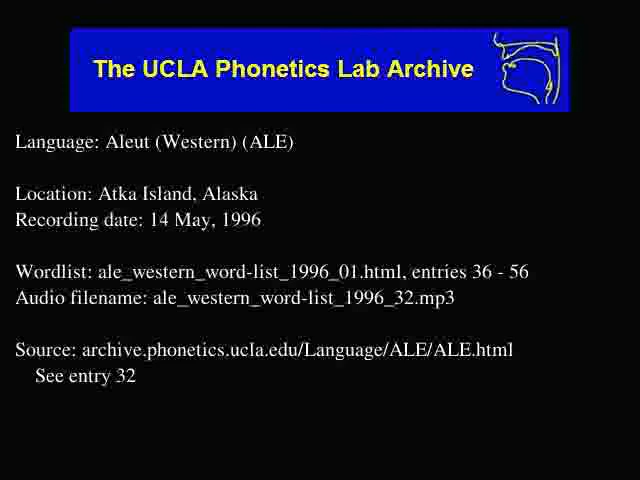 The UCLA Phonetics Lab Archive
Language: Aleut (Western) (ALE)
Location: Atka Island, Alaska
Recording date: 14 May, 1996
Wordlist: ale_western_word-list_1996_01.html, entries 36 - 56
Audio filename: ale_western_word-list_1996_32.mp3
Source: archive.phonetics.ucla.edu/Language/ALE/ALE.html
See entry 32